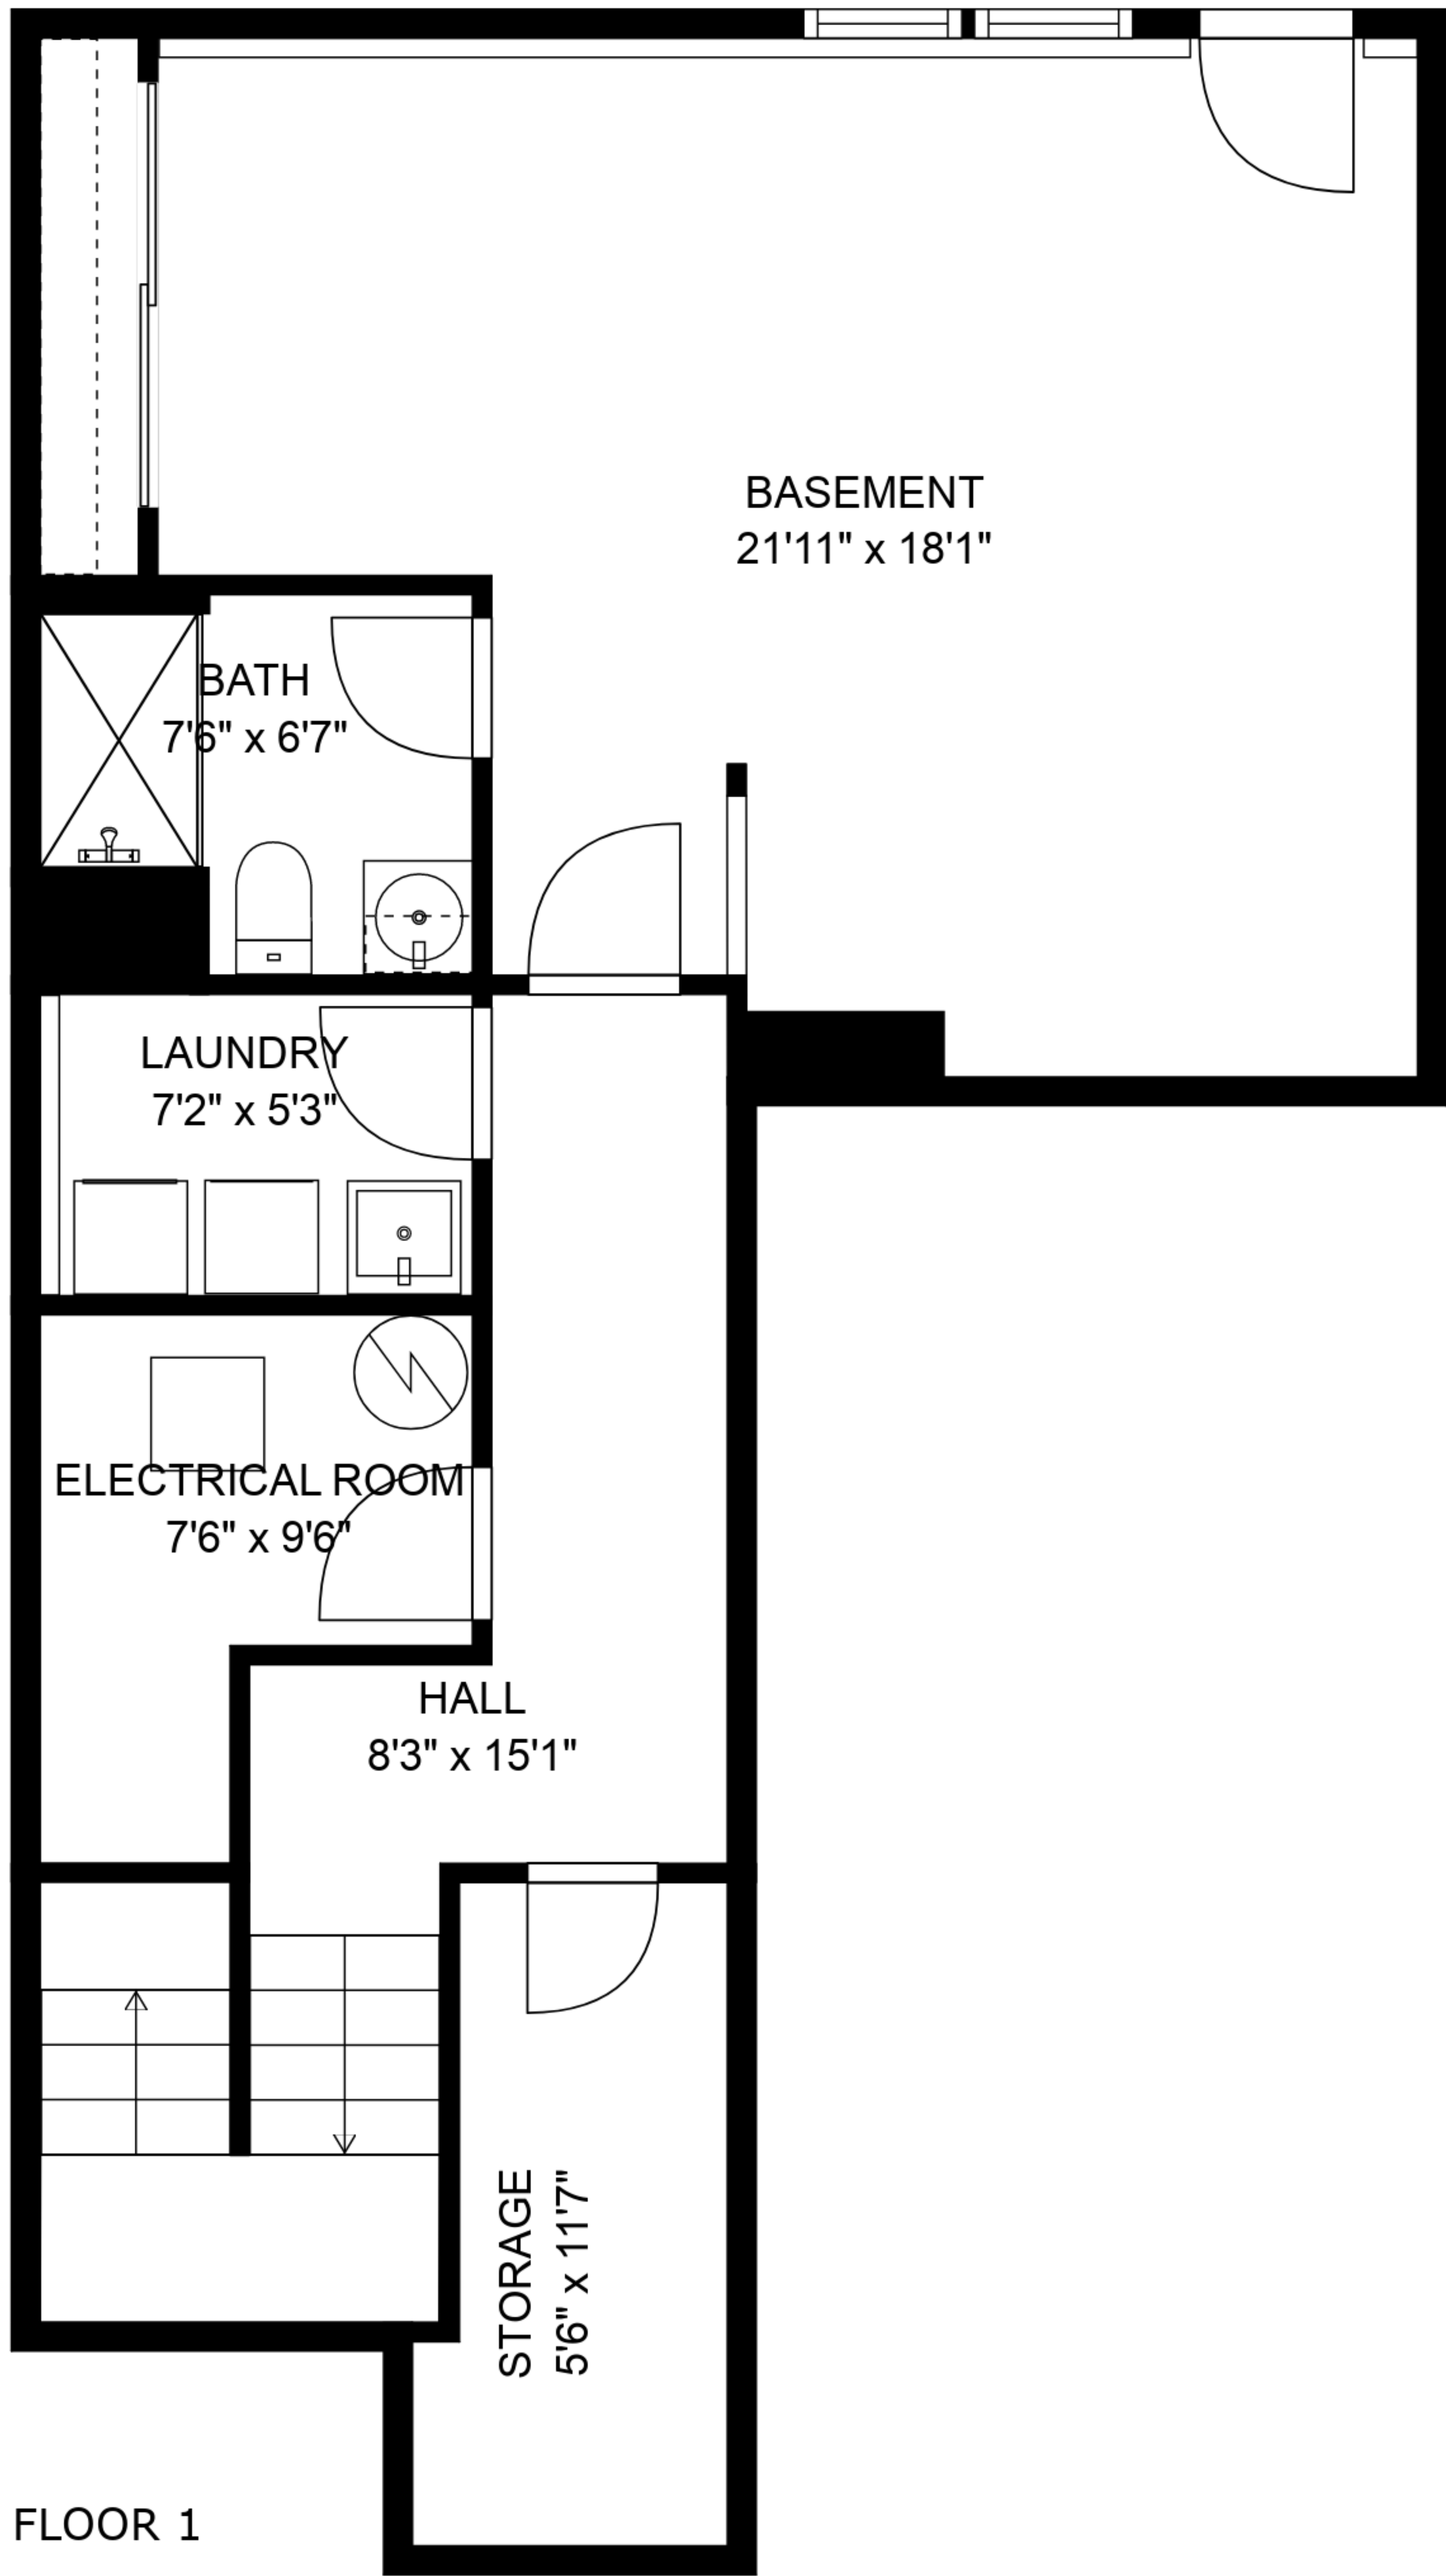 BASEMENT
21'11" x 18'1"
BATH
7'6" x 6'7"
LAUNDRY
7'2" x 5'3"
ELECTRICAL ROOM
7'6" x 9'6"
HALL
8'3" x 15'1"
STORAGE
5'6" x 11'7"
FLOOR 1